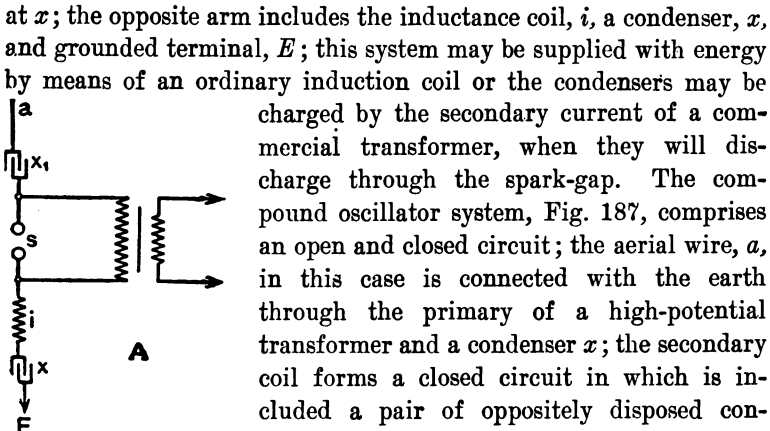 at x; the opposite arm includes the inductance coil, i, a condenser, x,
and grounded terminal, E; this system may be supplied with energy
by means of an ordinary induction coil or the condensers may be
charged by the secondary current of a com-
mercial transformer, when they will dis-
charge through the spark-gap. The com-
pound oscillator system, Fig. 187, comprises
an open and closed circuit; the aerial wire, a,
in this case is connected with the earth
through the primary of a high-potential
transformer and a condenser x; the secondary
coil forms a closed circuit in which is in-
cluded a pair of oppositely disposed con-
a
X₁
S
i
A
X
E